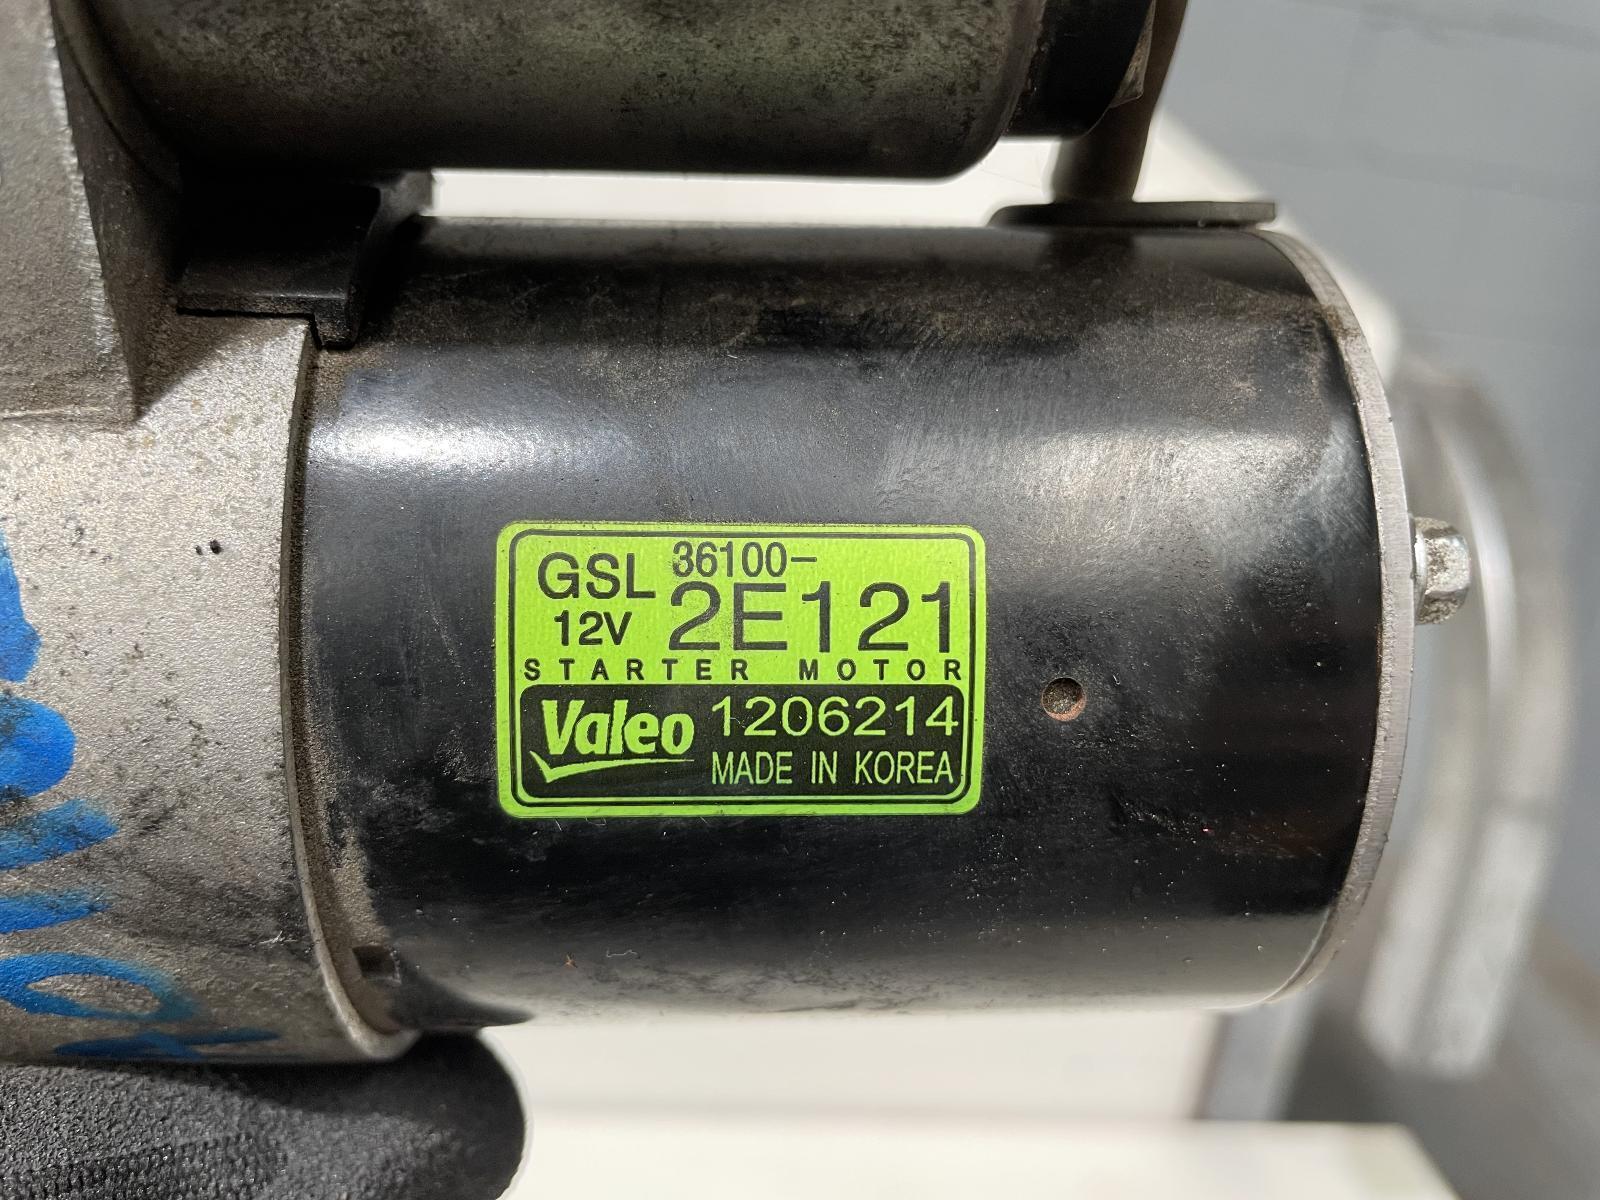 GSL 36100-
12V 2E121
STARTER MOTOR
Valeo 1206214
MADE IN KOREA